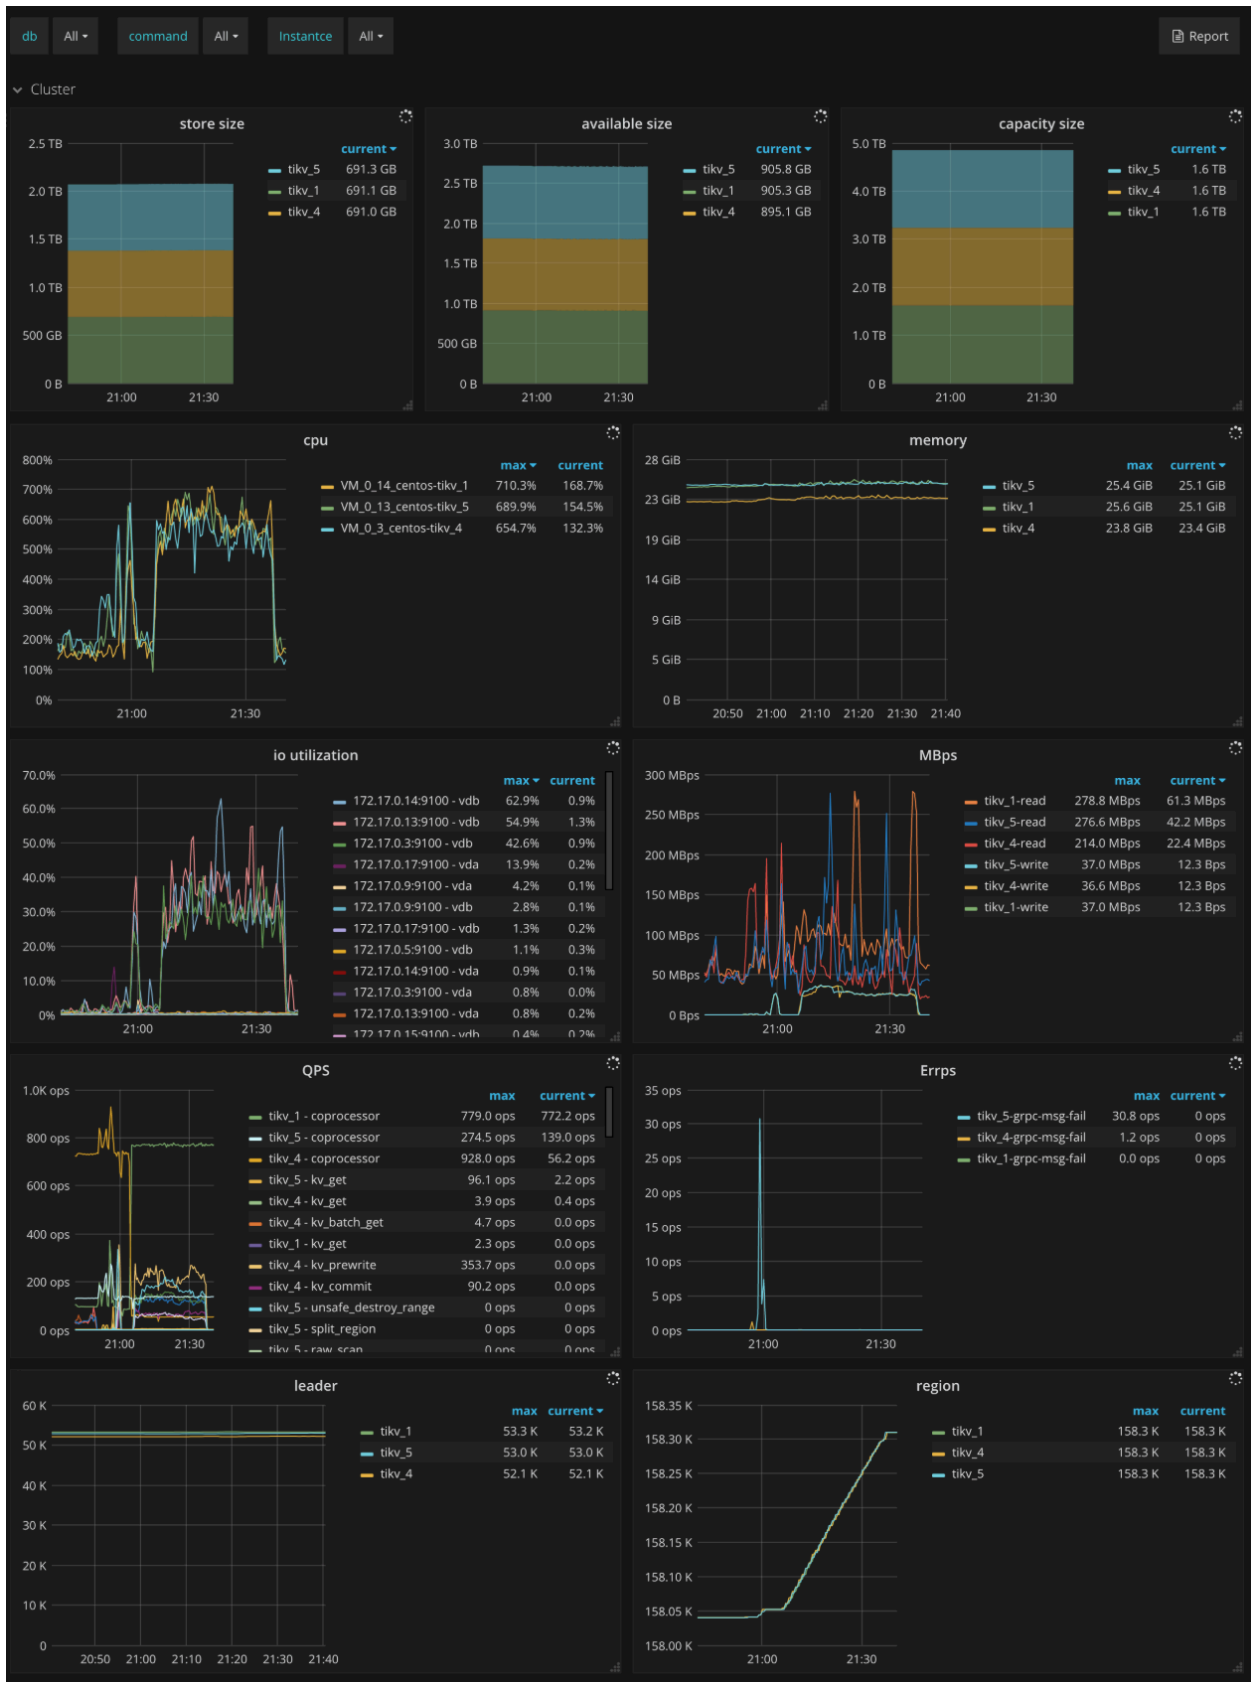 db All command All Instantce All Report
Cluster
store size
2.5 TB
2.0 TB
1.5 TB
1.0 TB
500 GB
0 B
21:00 21:30
current
tikv_5 691.3 GB
tikv_1 691.1 GB
tikv_4 691.0 GB
available size
3.0 TB
2.5 TB
2.0 TB
1.5 TB
1.0 TB
500 GB
0 B
21:00 21:30
current
tikv_5 905.8 GB
tikv_1 905.3 GB
tikv_4 895.1 GB
capacity size
5.0 TB
4.0 TB
3.0 TB
2.0 TB
1.0 TB
0 B
21:00 21:30
current
tikv_5 1.6 TB
tikv_4 1.6 TB
tikv_1 1.6 TB
cpu
800%
700%
600%
500%
400%
300%
200%
100%
0%
21:00 21:30
max current
VM_0_14_centos-tikv_1 710.3% 168.7%
VM_0_13_centos-tikv_5 689.9% 154.5%
VM_0_3_centos-tikv_4 654.7% 132.3%
memory
28 GiB
23 GiB
19 GiB
14 GiB
9 GiB
5 GiB
0 B
20:50 21:00 21:10 21:20 21:30 21:40
max current
tikv_5 25.4 GiB 25.1 GiB
tikv_1 25.6 GiB 25.1 GiB
tikv_4 23.8 GiB 23.4 GiB
io utilization
70.0%
60.0%
50.0%
40.0%
30.0%
20.0%
10.0%
0%
21:00 21:30
max current
172.17.0.14:9100 - vdb 62.9% 0.9%
172.17.0.13:9100 - vdb 54.9% 1.3%
172.17.0.3:9100 - vdb 42.6% 0.9%
172.17.0.17:9100 - vda 13.9% 0.2%
172.17.0.9:9100 - vda 4.2% 0.1%
172.17.0.9:9100 - vdb 2.8% 0.1%
172.17.0.17:9100 - vdb 1.3% 0.2%
172.17.0.5:9100 - vdb 1.1% 0.3%
172.17.0.14:9100 - vda 0.9% 0.1%
172.17.0.3:9100 - vda 0.8% 0.0%
172.17.0.13:9100 - vda 0.8% 0.2%
172.17.0.15:9100 - vdb 0.4% 0.2%
MBps
300 MBps
250 MBps
200 MBps
150 MBps
100 MBps
50 MBps
0 Bps
21:00 21:30
max current
tikv_1-read 278.8 MBps 61.3 MBps
tikv_5-read 276.6 MBps 42.2 MBps
tikv_4-read 214.0 MBps 22.4 MBps
tikv_5-write 37.0 MBps 12.3 Bps
tikv_4-write 36.6 MBps 12.3 Bps
tikv_1-write 37.0 MBps 12.3 Bps
QPS
1.0K ops
800 ops
600 ops
400 ops
200 ops
0 ops
21:00 21:30
max current
tikv_1 - coprocessor 779.0 ops 772.2 ops
tikv_5 - coprocessor 274.5 ops 139.0 ops
tikv_4 - coprocessor 928.0 ops 56.2 ops
tikv_5 - kv_get 96.1 ops 2.2 ops
tikv_4 - kv_get 3.9 ops 0.4 ops
tikv_4 - kv_batch_get 4.7 ops 0.0 ops
tikv_1 - kv_get 2.3 ops 0.0 ops
tikv_4 - kv_prewrite 353.7 ops 0.0 ops
tikv_4 - kv_commit 90.2 ops 0.0 ops
tikv_5 - unsafe_destroy_range 0 ops 0 ops
tikv_5 - split_region 0 ops 0 ops
tikv_5 - raw_scan 0 ops 0 ops
Errps
35 ops
30 ops
25 ops
20 ops
15 ops
10 ops
5 ops
0 ops
21:00 21:30
max current
tikv_5-grpc-msg-fail 30.8 ops 0 ops
tikv_4-grpc-msg-fail 1.2 ops 0 ops
tikv_1-grpc-msg-fail 0.0 ops 0 ops
leader
60 K
50 K
40 K
30 K
20 K
10 K
0
20:50 21:00 21:10 21:20 21:30 21:40
max current
tikv_1 53.3 K 53.2 K
tikv_5 53.0 K 53.0 K
tikv_4 52.1 K 52.1 K
region
158.35 K
158.30 K
158.25 K
158.20 K
158.15 K
158.10 K
158.05 K
158.00 K
21:00 21:30
max current
tikv_1 158.3 K 158.3 K
tikv_4 158.3 K 158.3 K
tikv_5 158.3 K 158.3 K